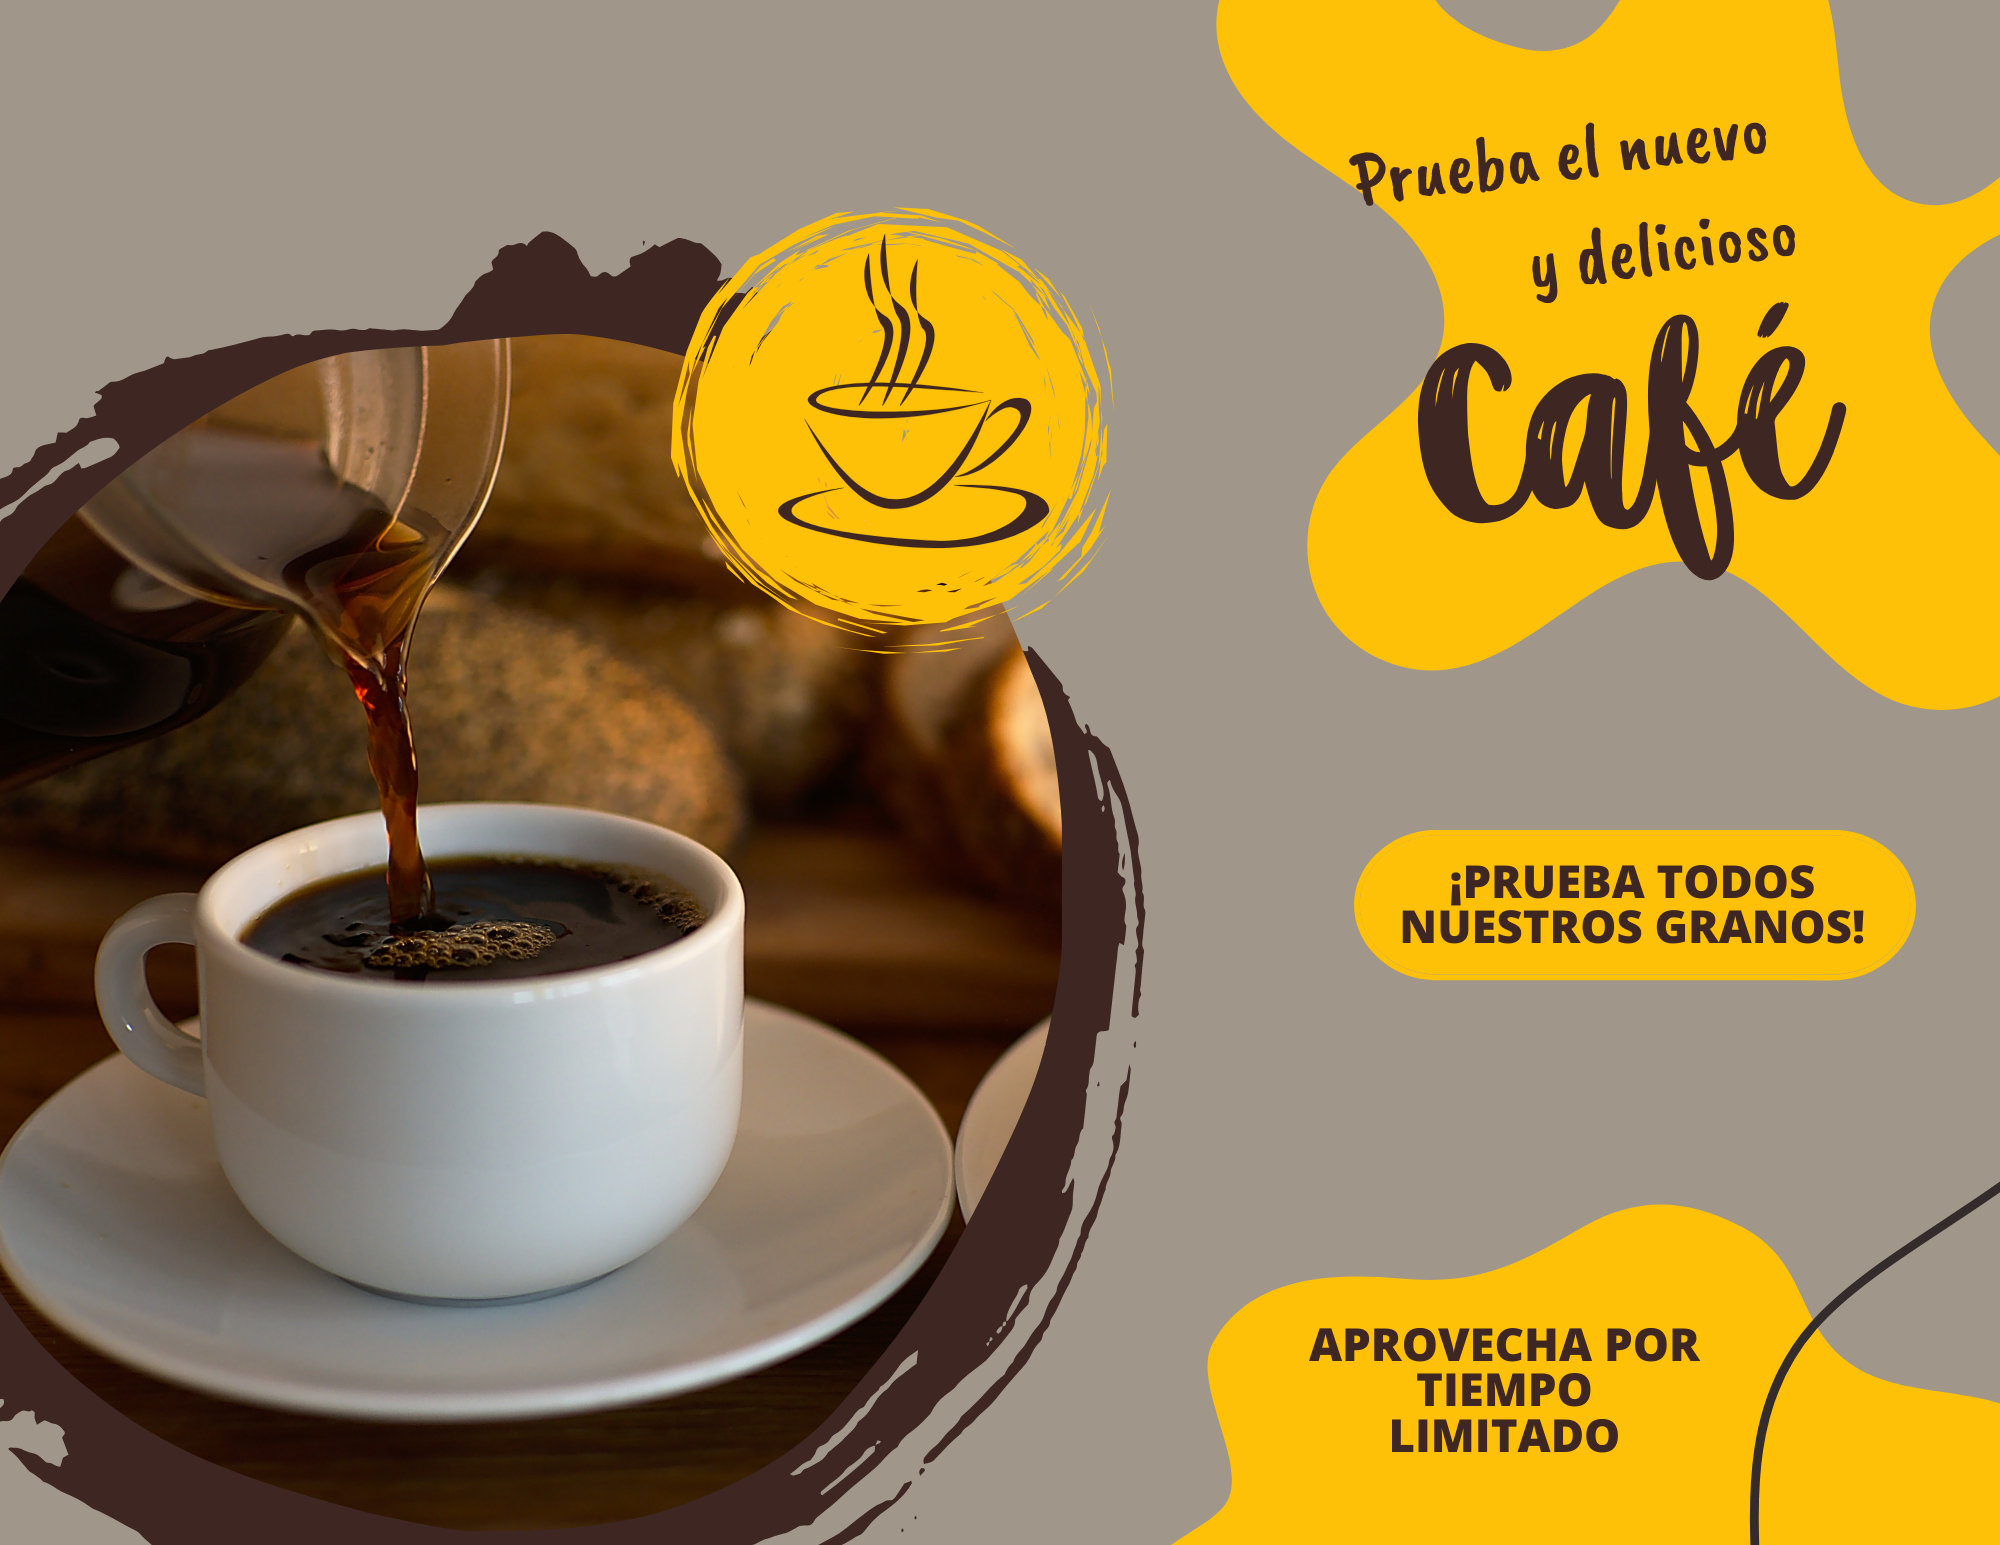 Prueba el nuevo
y delicioso
Café
¡PRUEBA TODOS
NUESTROS GRANOS!
APROVECHA POR
TIEMPO
LIMITADO